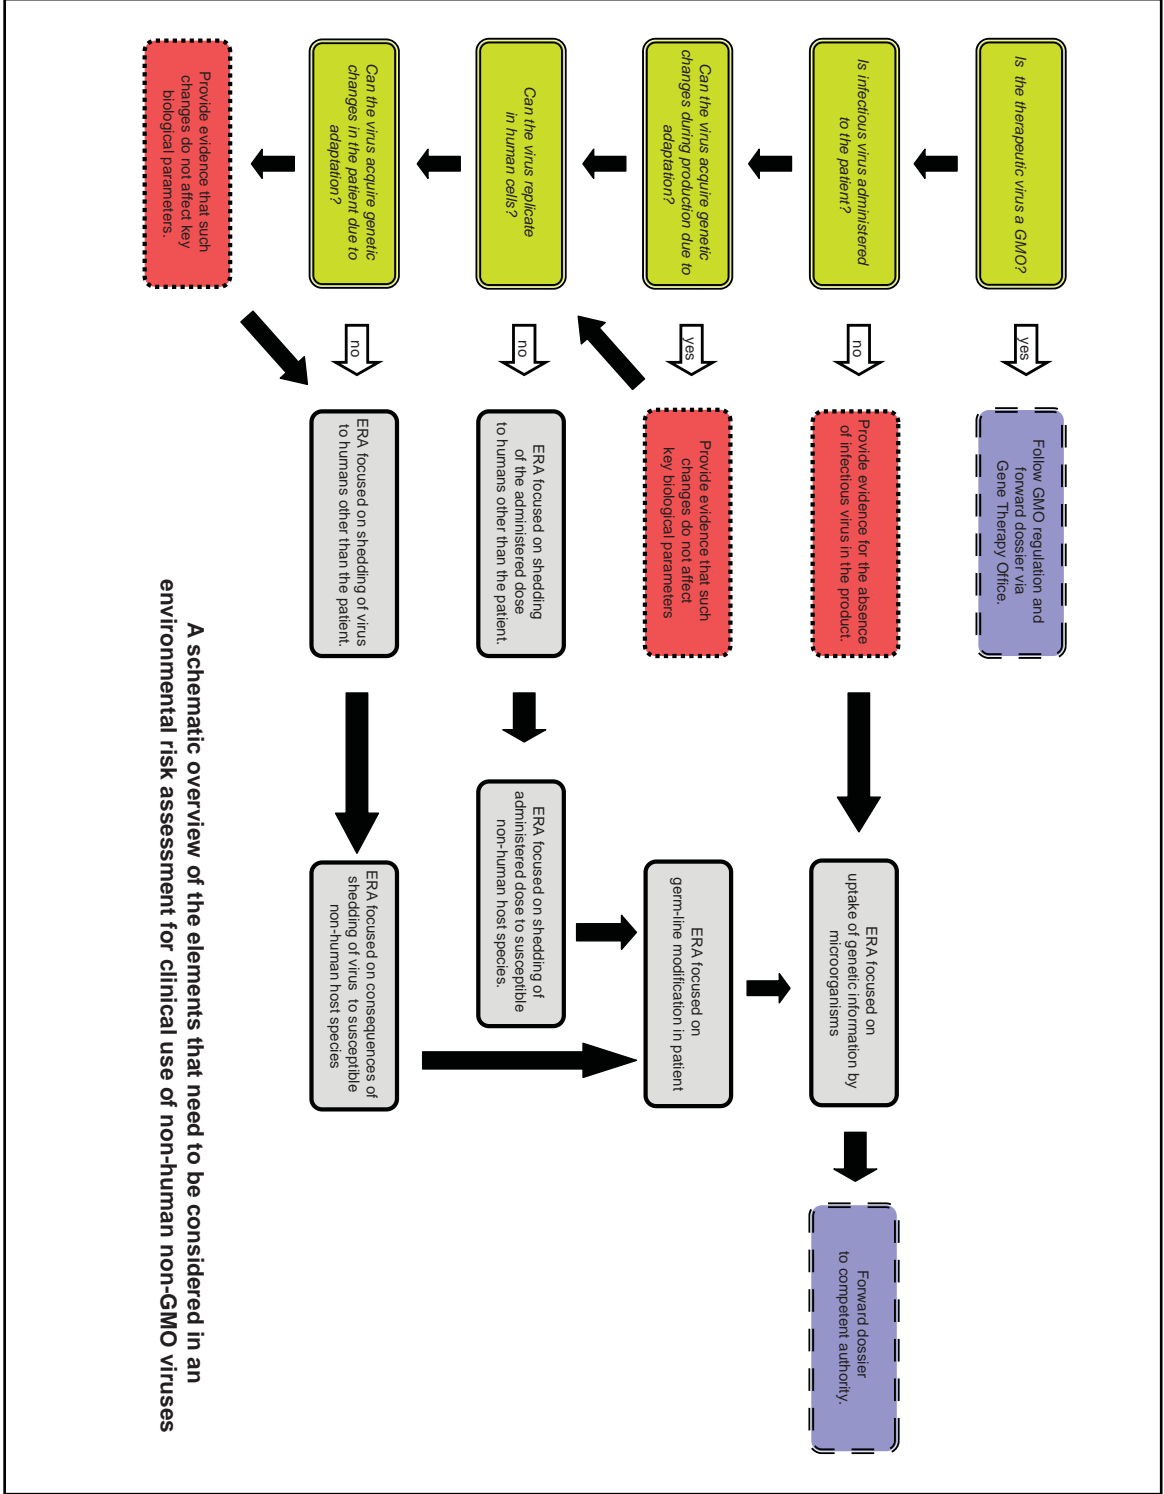 Is the therapeutic virus a GMO?
yes
Follow GMO regulation and
forward dossier via
Gene Therapy Office.
Is infectious virus administered
to the patient?
no
Provide evidence for the absence
of infectious virus in the product.
ERA focused on
uptake of genetic information by
microorganisms
Forward dossier
to competent authority.
Can the virus acquire genetic
changes during production due to
adaptation?
yes
Provide evidence that such
changes do not affect
key biological parameters
ERA focused on
germ-line modification in patient
Can the virus replicate
in human cells?
no
ERA focused on shedding
of the administered dose
to humans other than the patient.
ERA focused on shedding of
administered dose to susceptible
non-human host species.
Can the virus acquire genetic
changes in the patient due to
adaptation?
no
ERA focused on shedding of virus
to humans other than the patient.
ERA focused on consequences of
shedding of virus to susceptible
non-human host species
Provide evidence that such
changes do not affect key
biological parameters.
A schematic overview of the elements that need to be considered in an
environmental risk assessment for clinical use of non-human non-GMO viruses